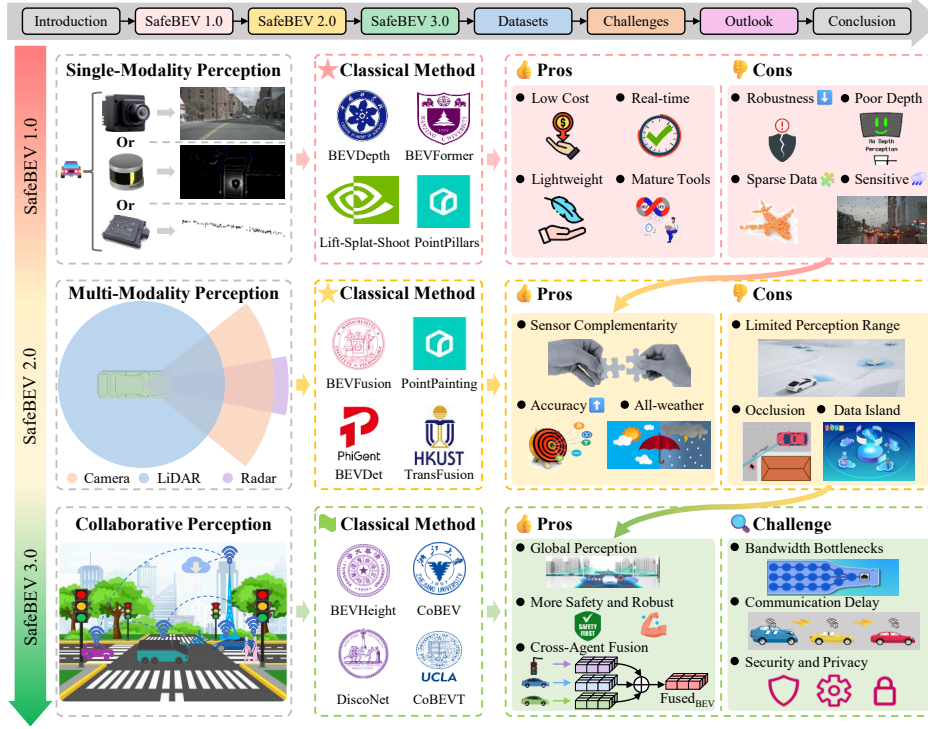 Introduction
SafeBEV 1.0
SafeBEV 2.0
SafeBEV 3.0
Datasets
Challenges
Outlook
Conclusion
SafeBEV 1.0
Single-Modality Perception
Or
Or
Classical Method
BEVDepth
BEVFormer
Lift-Splat-Shoot
PointPillars
Pros
Low Cost
Real-time
Lightweight
Mature Tools
Cons
Robustness
Poor Depth
No Depth
Perception
Sparse Data
Sensitive
SafeBEV 2.0
Multi-Modality Perception
Camera
LiDAR
Radar
Classical Method
BEVFusion
PointPainting
PHIGENT
BEVDet
HKUST
TransFusion
Pros
Sensor Complementarity
Accuracy
All-weather
Cons
Limited Perception Range
Occlusion
Data Island
SafeBEV 3.0
Collaborative Perception
Classical Method
BEVHeight
CoBEV
DiscoNet
UCLA
CoBEVT
Pros
Global Perception
More Safety and Robust
SAFETY
FIRST
Cross-Agent Fusion
Fused BEV
Challenge
Bandwidth Bottlenecks
Communication Delay
Security and Privacy